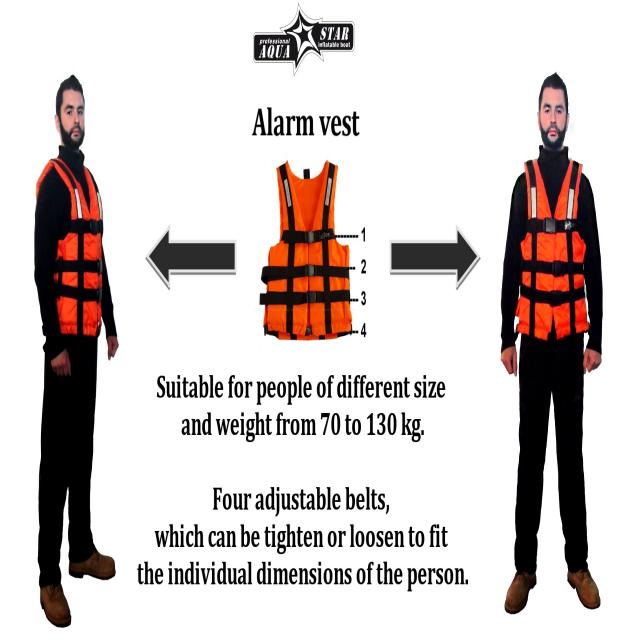 professional
AQUA STAR
inflatable boat
Alarm vest
1
2
3
4
Suitable for people of different size
and weight from 70 to 130 kg.
Four adjustable belts,
which can be tighten or loosen to fit
the individual dimensions of the person.